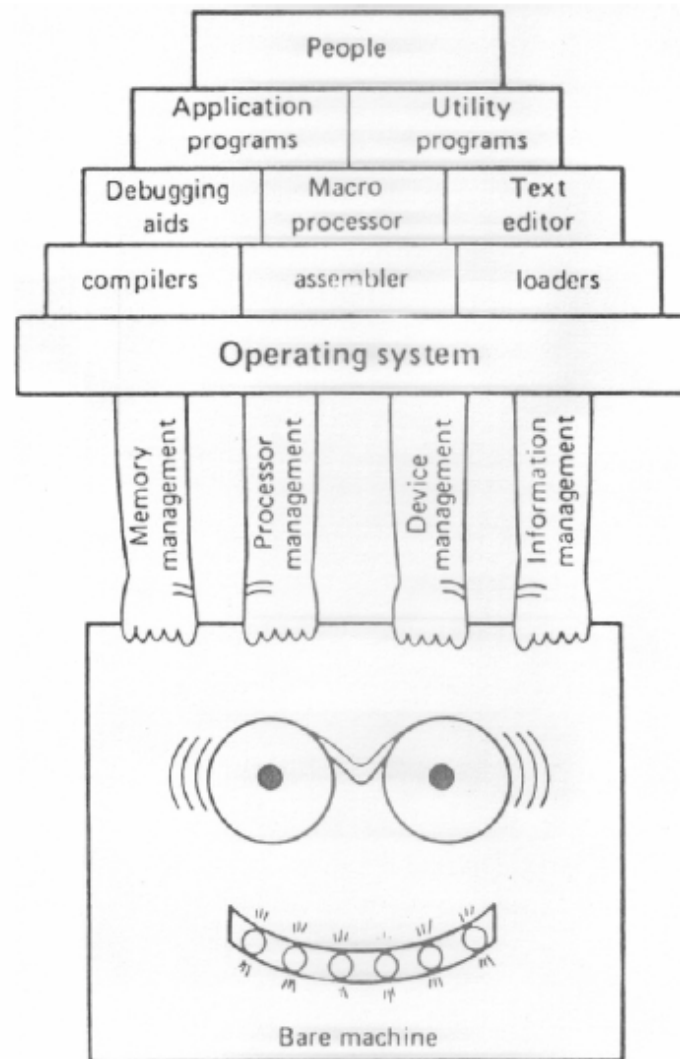 People
Application
programs
Utility
programs
Debugging
aids
Macro
processor
Text
editor
compilers
assembler
loaders
Operating system
Memory
management
Processor
management
Device
management
Information
management
Bare machine